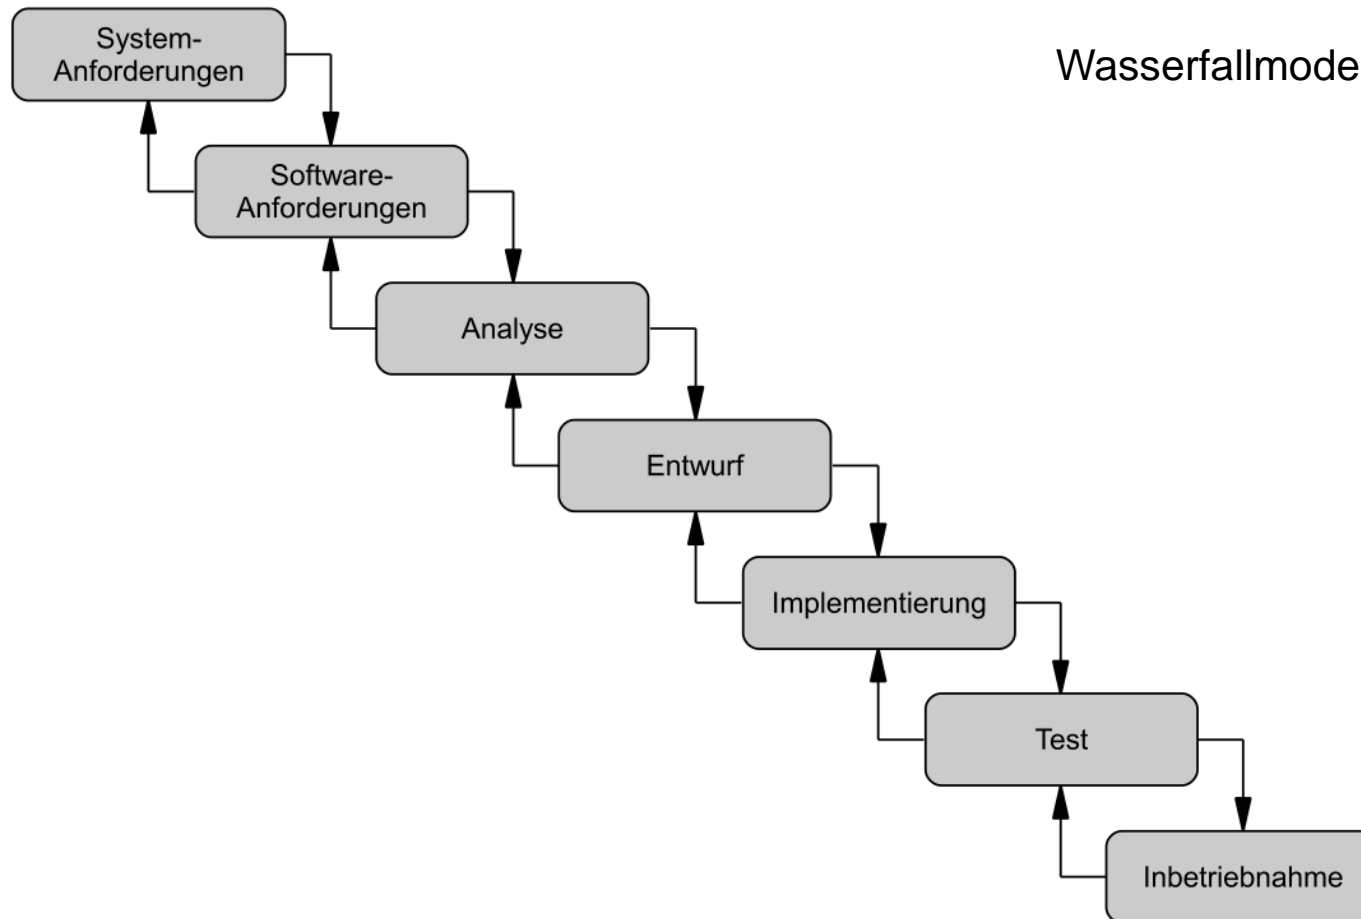 System-
Anforderungen
Wasserfallmode
Software-
Anforderungen
Analyse
Entwurf
Implementierung
Test
Inbetriebnahme